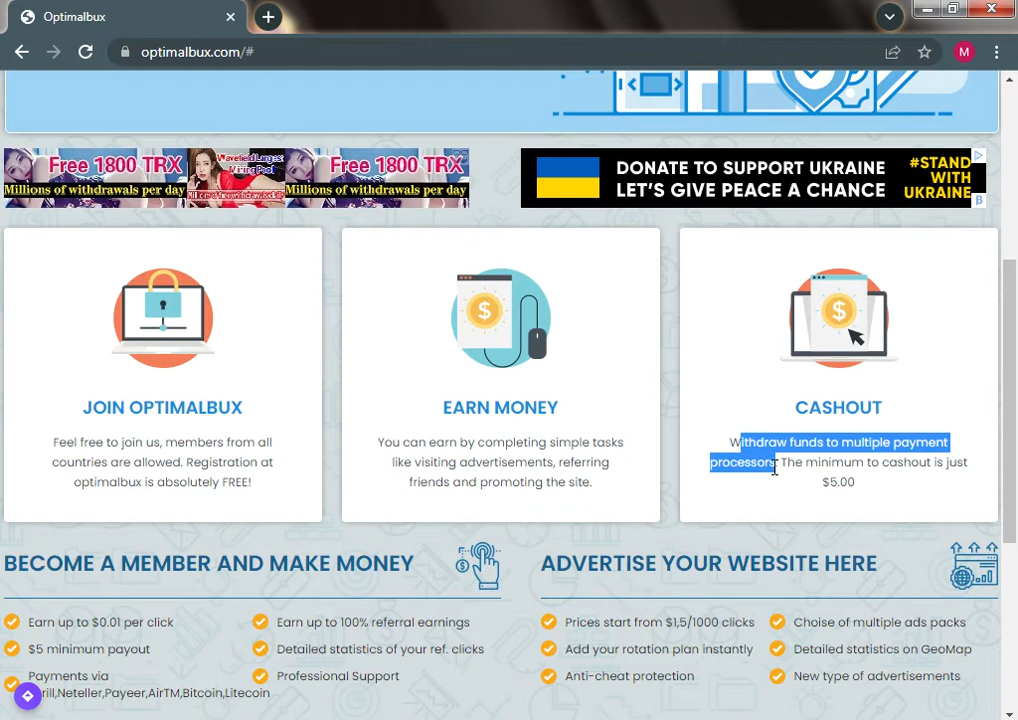 Optimalbux
optimalbux.com/#
M
Free 1800 TRX
Millions of withdrawals per day
Wavefield Largest
Mining Pool
Free 1800 TRX
Millions of withdrawals per day
DONATE TO SUPPORT UKRAINE
LET'S GIVE PEACE A CHANCE
#STAND
WITH
UKRAINE
B
$
$
JOIN OPTIMALBUX
Feel free to join us, members from all
countries are allowed. Registration at
optimalbux is absolutely FREE!
EARN MONEY
You can earn by completing simple tasks
like visiting advertisements, referring
friends and promoting the site.
CASHOUT
Withdraw funds to multiple payment
processors. The minimum to cashout is just
$5.00
BECOME A MEMBER AND MAKE MONEY
Earn up to $0.01 per click
$5 minimum payout
Payments via
rill,Neteller,Payeer,AirTM,Bitcoin,Litecoin
Earn up to 100% referral earnings
Detailed statistics of your ref. clicks
Professional Support
ADVERTISE YOUR WEBSITE HERE
Prices start from $1,5/1000 clicks
Add your rotation plan instantly
Anti-cheat protection
Choise of multiple ads packs
Detailed statistics on GeoMap
New type of advertisements